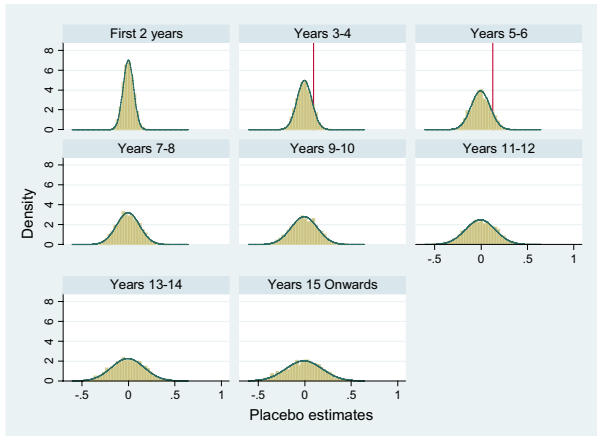 First 2 years Years 3-4 Years 5-6
8
6
4
2
0
Years 7-8 Years 9-10 Years 11-12
8
6
4
2
0
-.5 0 .5 1
Years 13-14 Years 15 Onwards
8
6
4
2
0
-.5 0 .5 1 -.5 0 .5 1
Density
Placebo estimates